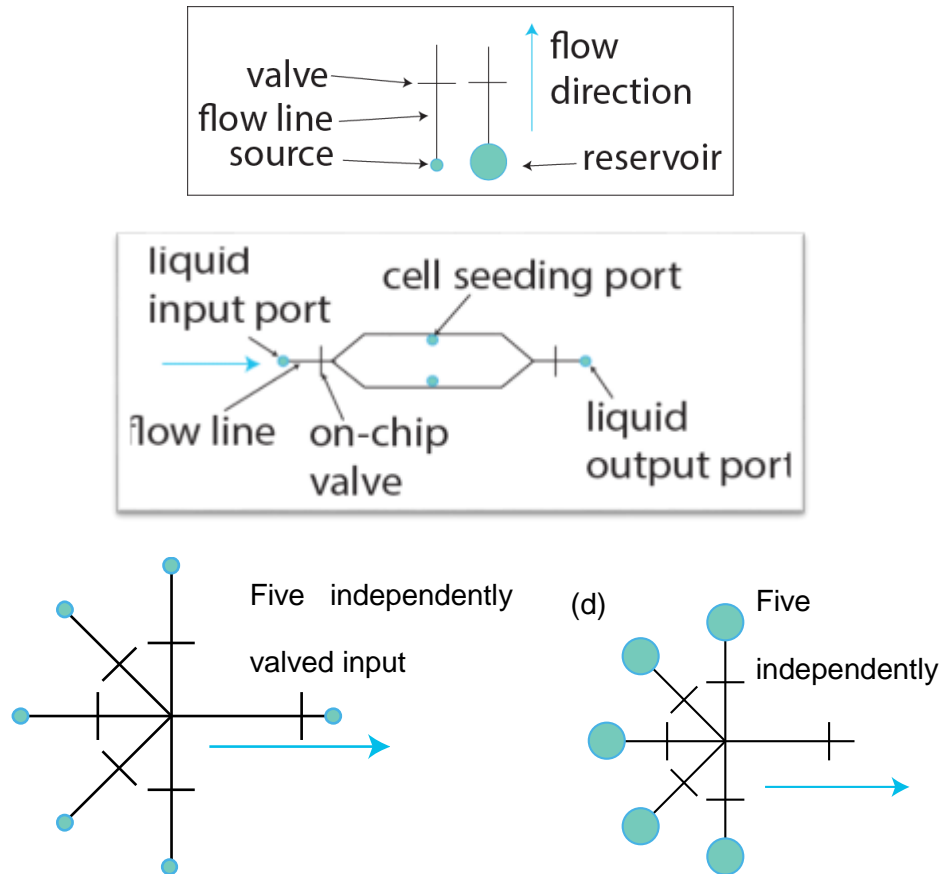 valve
flow line
source
flow
direction
reservoir
liquid
input port
cell seeding port
flow line
on-chip
valve
liquid
output port
Five independently
valved input
(d)
Five
independently